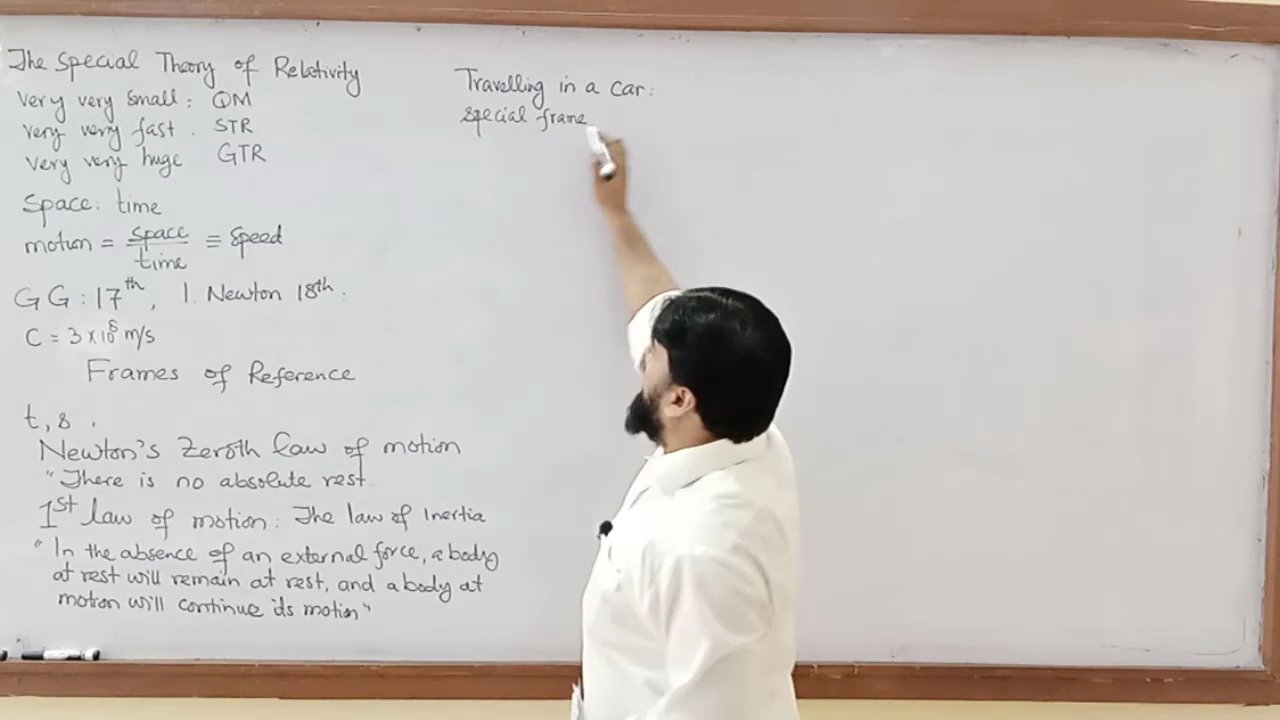 The Special Theory of Relativity
Very very small: QM
very very fast. STR
very very huge GTR
Space: time
motion = space/time ≡ speed
GG: 17th, I. Newton 18th.
C = 3×10^8 m/s
Frames of Reference
t, s.
Newton's Zeroth law of motion
"There is no absolute rest
1st law of motion: The law of Inertia
"In the absence of an external force, a body
at rest will remain at rest, and a body at
motion will continue its motion"
Travelling in a car:
special frame